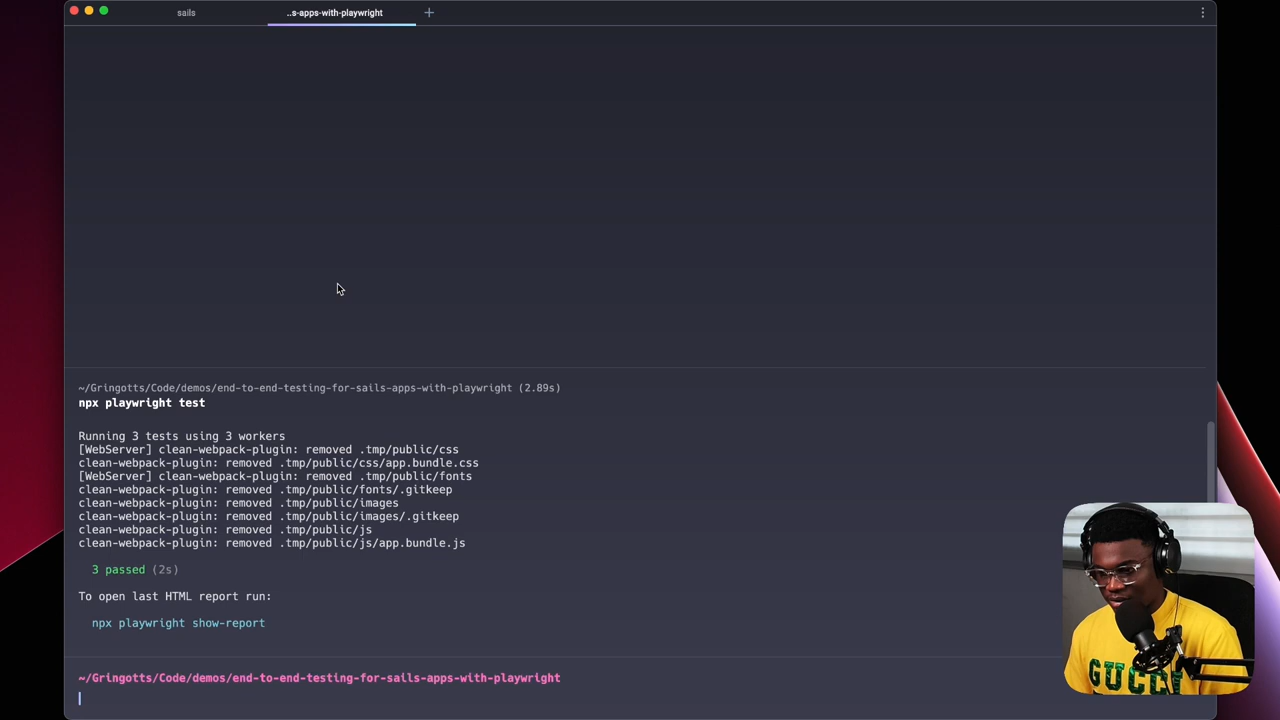 sails
..s-apps-with-playwright
~/Gringotts/Code/demos/end-to-end-testing-for-sails-apps-with-playwright (2.89s)
npx playwright test
Running 3 tests using 3 workers
[WebServer] clean-webpack-plugin: removed .tmp/public/css
clean-webpack-plugin: removed .tmp/public/css/app.bundle.css
[WebServer] clean-webpack-plugin: removed .tmp/public/fonts
clean-webpack-plugin: removed .tmp/public/fonts/.gitkeep
clean-webpack-plugin: removed .tmp/public/images
clean-webpack-plugin: removed .tmp/public/images/.gitkeep
clean-webpack-plugin: removed .tmp/public/js
clean-webpack-plugin: removed .tmp/public/js/app.bundle.js
3 passed (2s)
To open last HTML report run:
npx playwright show-report
~/Gringotts/Code/demos/end-to-end-testing-for-sails-apps-with-playwright
GUCCI